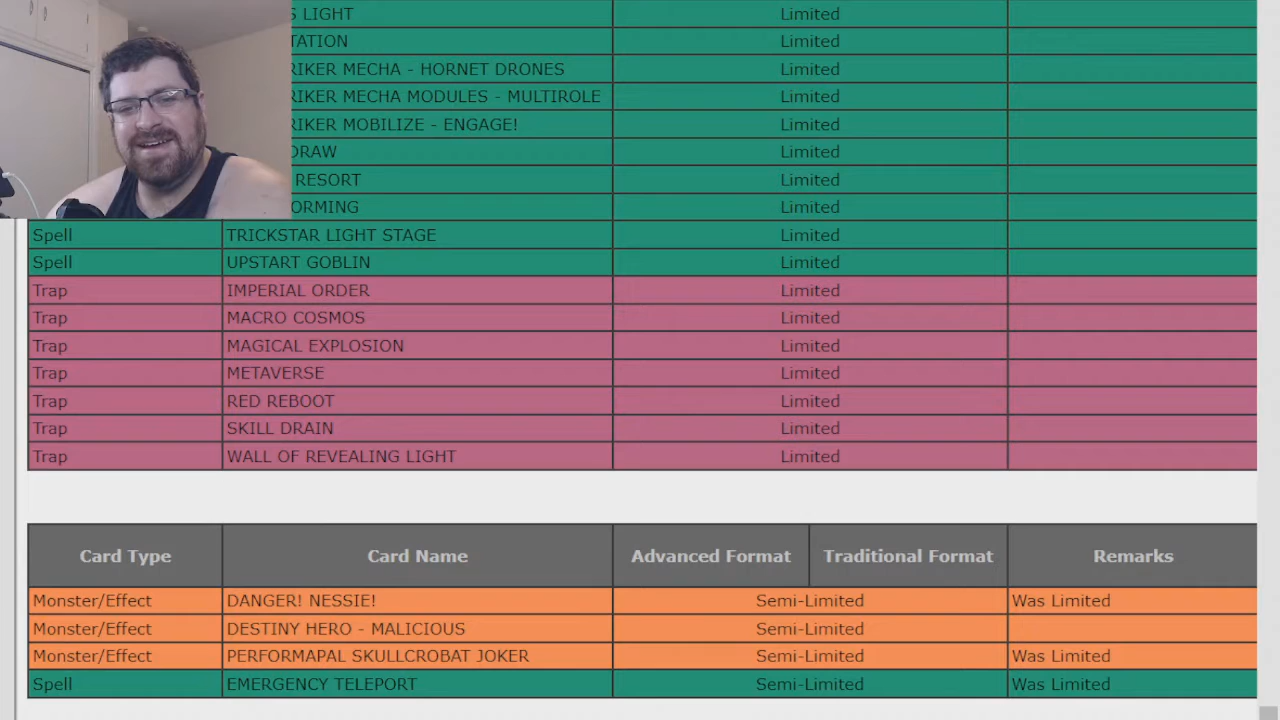 LIGHT Limited
TATION Limited
RIKER MECHA - HORNET DRONES Limited
RIKER MECHA MODULES - MULTIROLE Limited
RIKER MOBILIZE - ENGAGE! Limited
DRAW Limited
RESORT Limited
ORMING Limited
Spell TRICKSTAR LIGHT STAGE Limited
Spell UPSTART GOBLIN Limited
Trap IMPERIAL ORDER Limited
Trap MACRO COSMOS Limited
Trap MAGICAL EXPLOSION Limited
Trap METAVERSE Limited
Trap RED REBOOT Limited
Trap SKILL DRAIN Limited
Trap WALL OF REVEALING LIGHT Limited
Card Type Card Name Advanced Format Traditional Format Remarks
Monster/Effect DANGER! NESSIE! Semi-Limited Was Limited
Monster/Effect DESTINY HERO - MALICIOUS Semi-Limited
Monster/Effect PERFORMAPAL SKULLCROBAT JOKER Semi-Limited Was Limited
Spell EMERGENCY TELEPORT Semi-Limited Was Limited